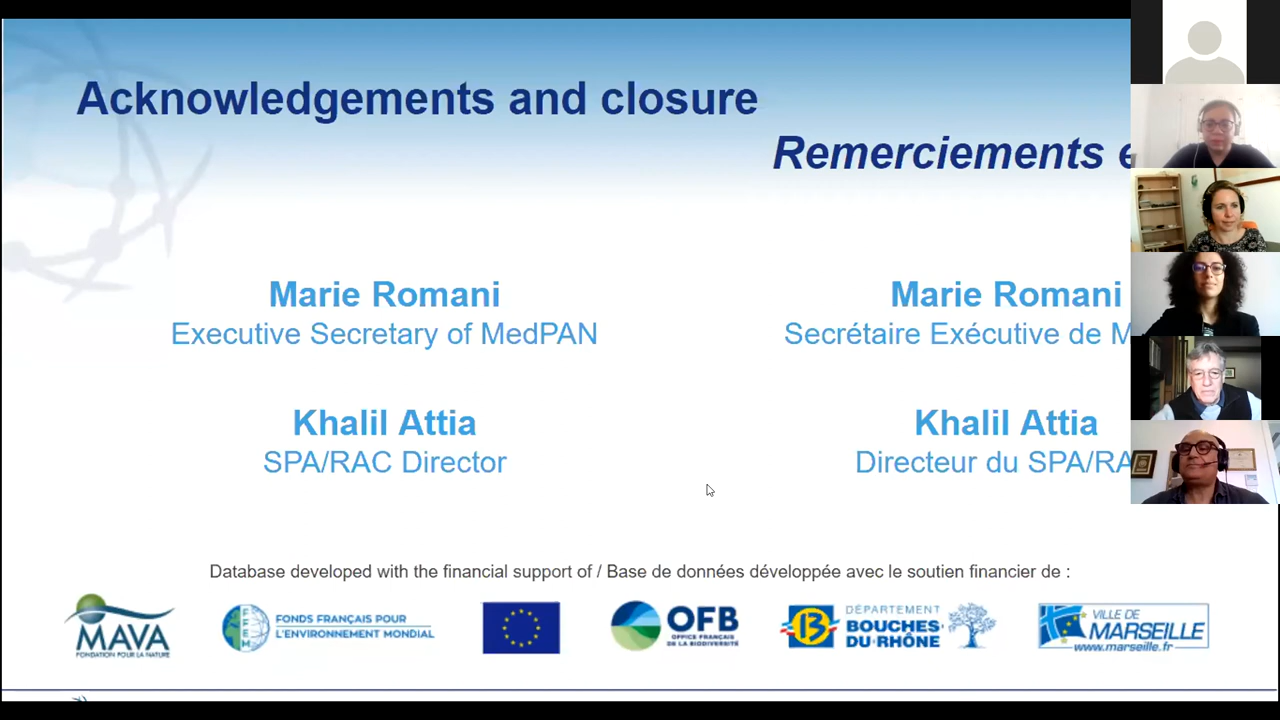 Acknowledgements and closure
Remerciements e
Marie Romani
Executive Secretary of MedPAN
Khalil Attia
SPA/RAC Director
Marie Romani
Secrétaire Exécutive de M
Khalil Attia
Directeur du SPA/RA
Database developed with the financial support of / Base de données développée avec le soutien financier de :
MAVA
FONDATION POUR LA NATURE
FFEM
FONDS FRANÇAIS POUR
L'ENVIRONNEMENT MONDIAL
OFB
OFFICE FRANÇAIS
DE LA BIODIVERSITÉ
13
DÉPARTEMENT
BOUCHES
DU·RHÔNE
VILLE DE
MARSEILLE
www.marseille.fr